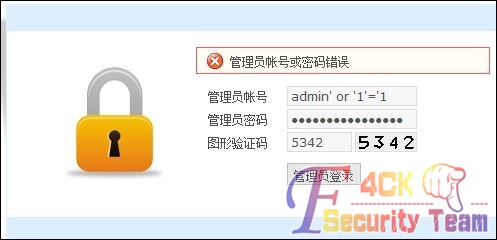 管理员帐号或密码错误
管理员帐号 admin' or '1'='1
管理员密码 ●●●●●●●●●●●●●●●●
图形验证码 5342 5342
管理员登录
F4CK
Security Team